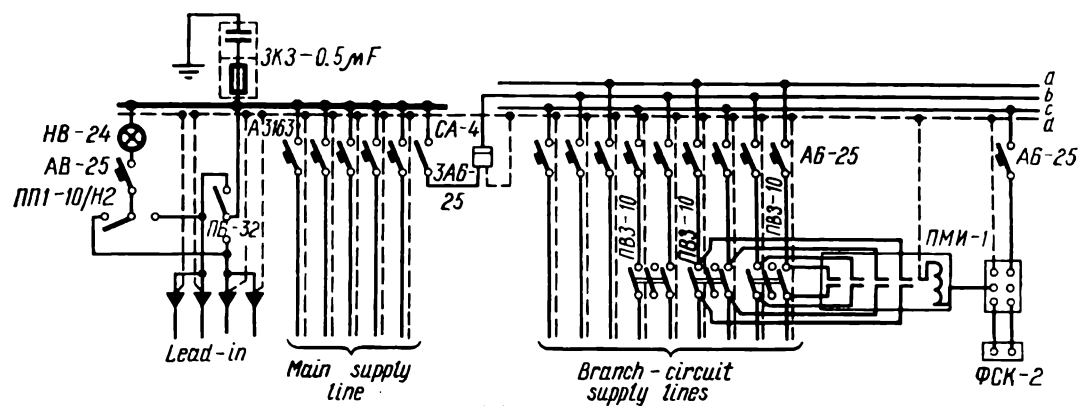 ЗКЗ-0.5 мF
НВ-24
АВ-25
ПП1-10/Н2
ПБ-32
А3163
СА-4
ЗАб-
25
a
b
c
d
Аб-25
Аб-25
ПВЗ-10
ПВЗ-10
ПВЗ-10
ПМИ-1
ФСК-2
Lead-in
Main supply
line
Branch-circuit
supply lines